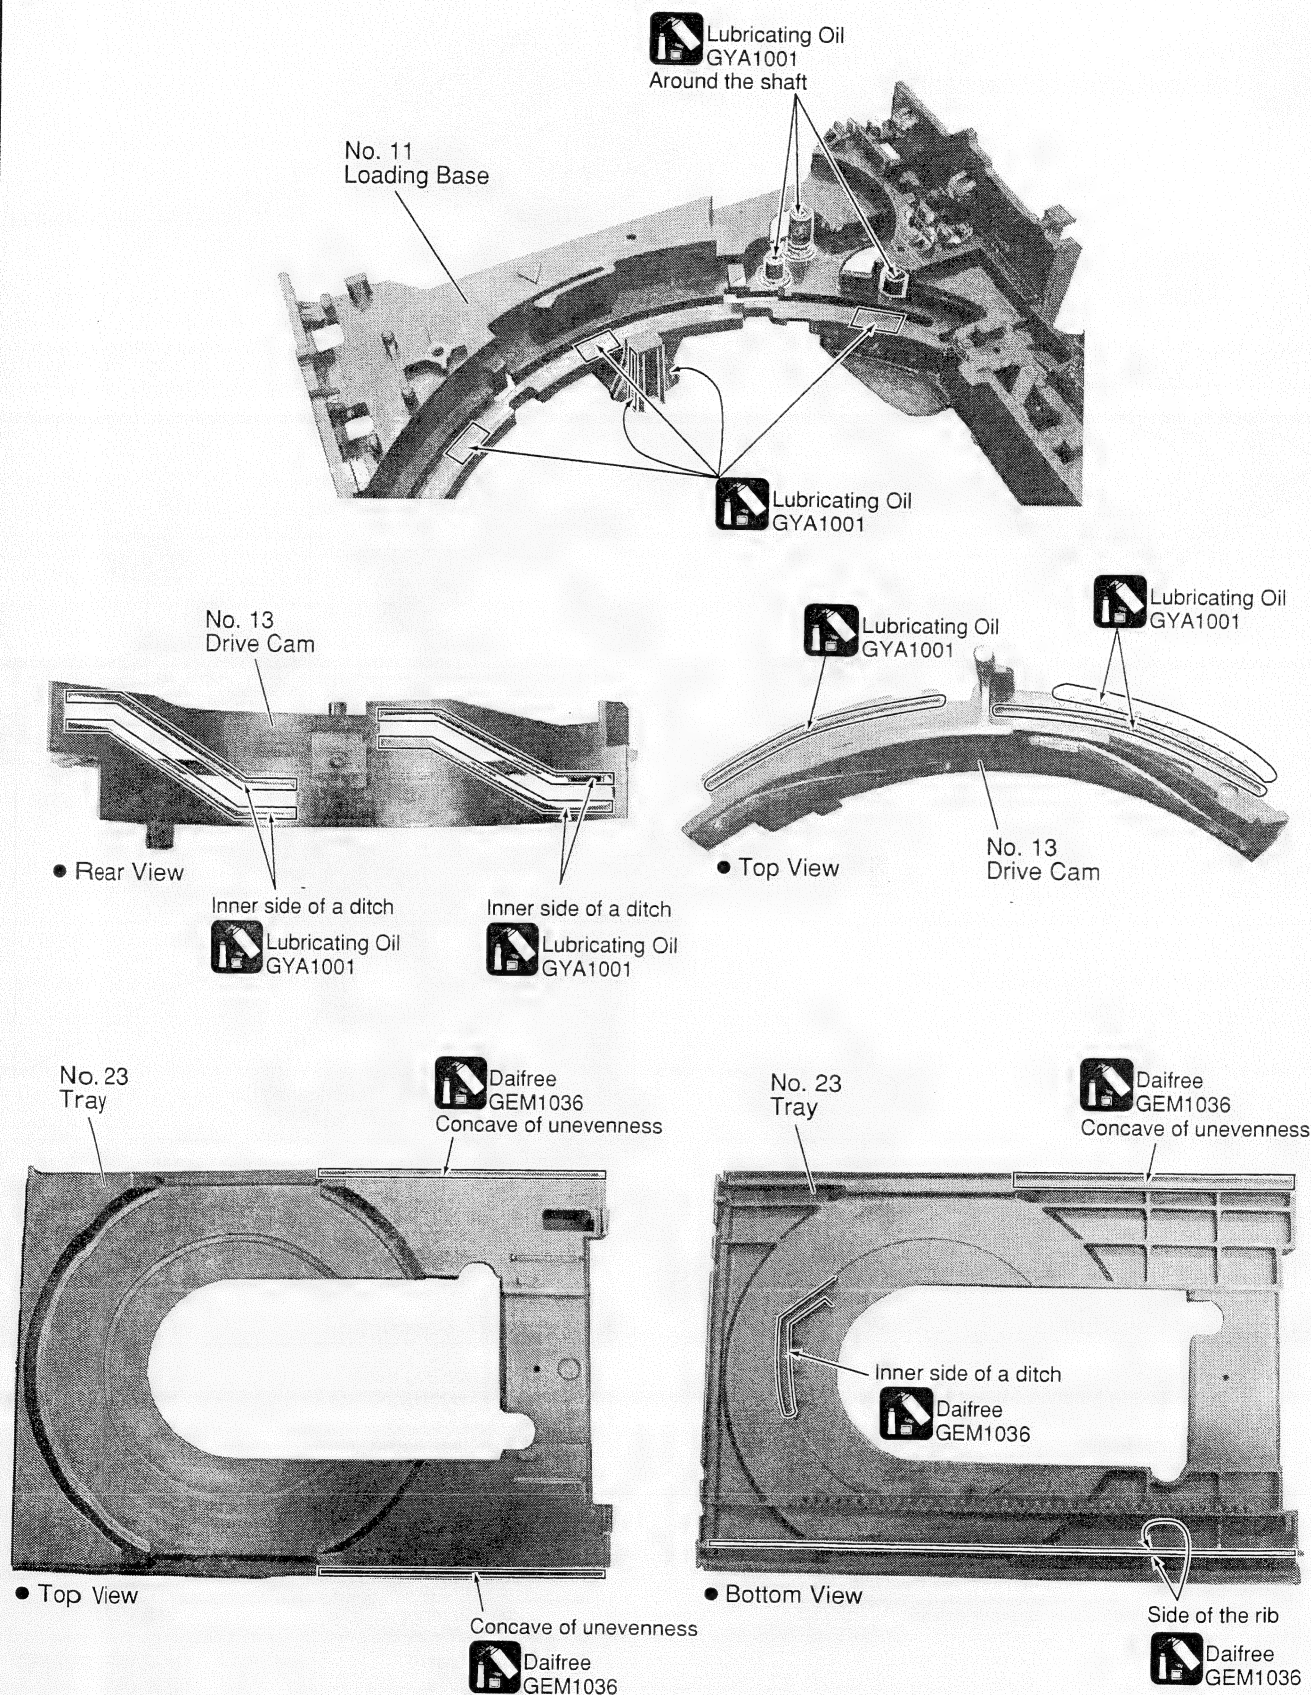 Lubricating Oil
GYA1001
Around the shaft
No. 11
Loading Base
Lubricating Oil
GYA1001
No. 13
Drive Cam
● Rear View
Inner side of a ditch
Lubricating Oil
GYA1001
Inner side of a ditch
Lubricating Oil
GYA1001
Lubricating Oil
GYA1001
Lubricating Oil
GYA1001
No. 13
Drive Cam
● Top View
No. 23
Tray
Daifree
GEM1036
Concave of unevenness
● Top View
Concave of unevenness
Daifree
GEM1036
No. 23
Tray
Daifree
GEM1036
Concave of unevenness
Inner side of a ditch
Daifree
GEM1036
● Bottom View
Side of the rib
Daifree
GEM1036